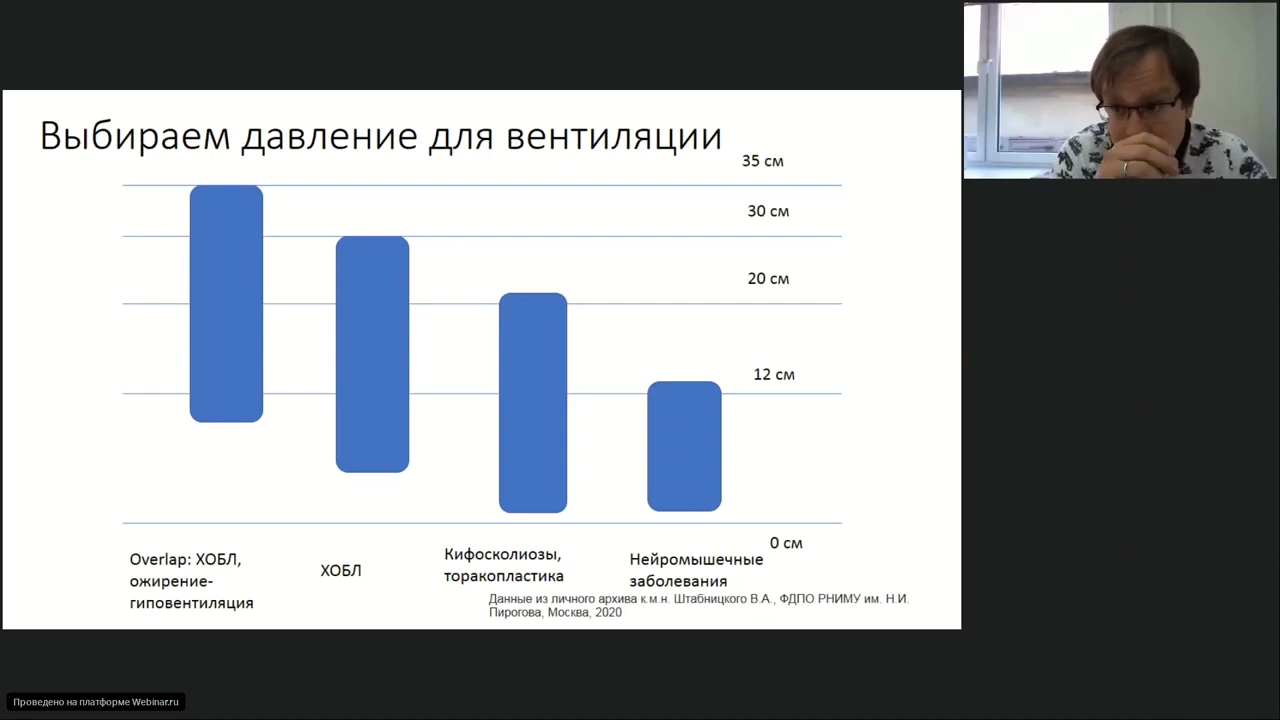 Выбираем давление для вентиляции
35 см
30 см
20 см
12 см
0 см
Overlap: ХОБЛ,
ожирение-
гиповентиляция
ХОБЛ
Кифосколиозы,
торакопластика
Нейромышечные
заболевания
Данные из личного архива к.м.н. Штабницкого В.А., ФДПО РНИМУ им. Н.И.
Пирогова, Москва, 2020
Проведено на платформе Webinar.ru